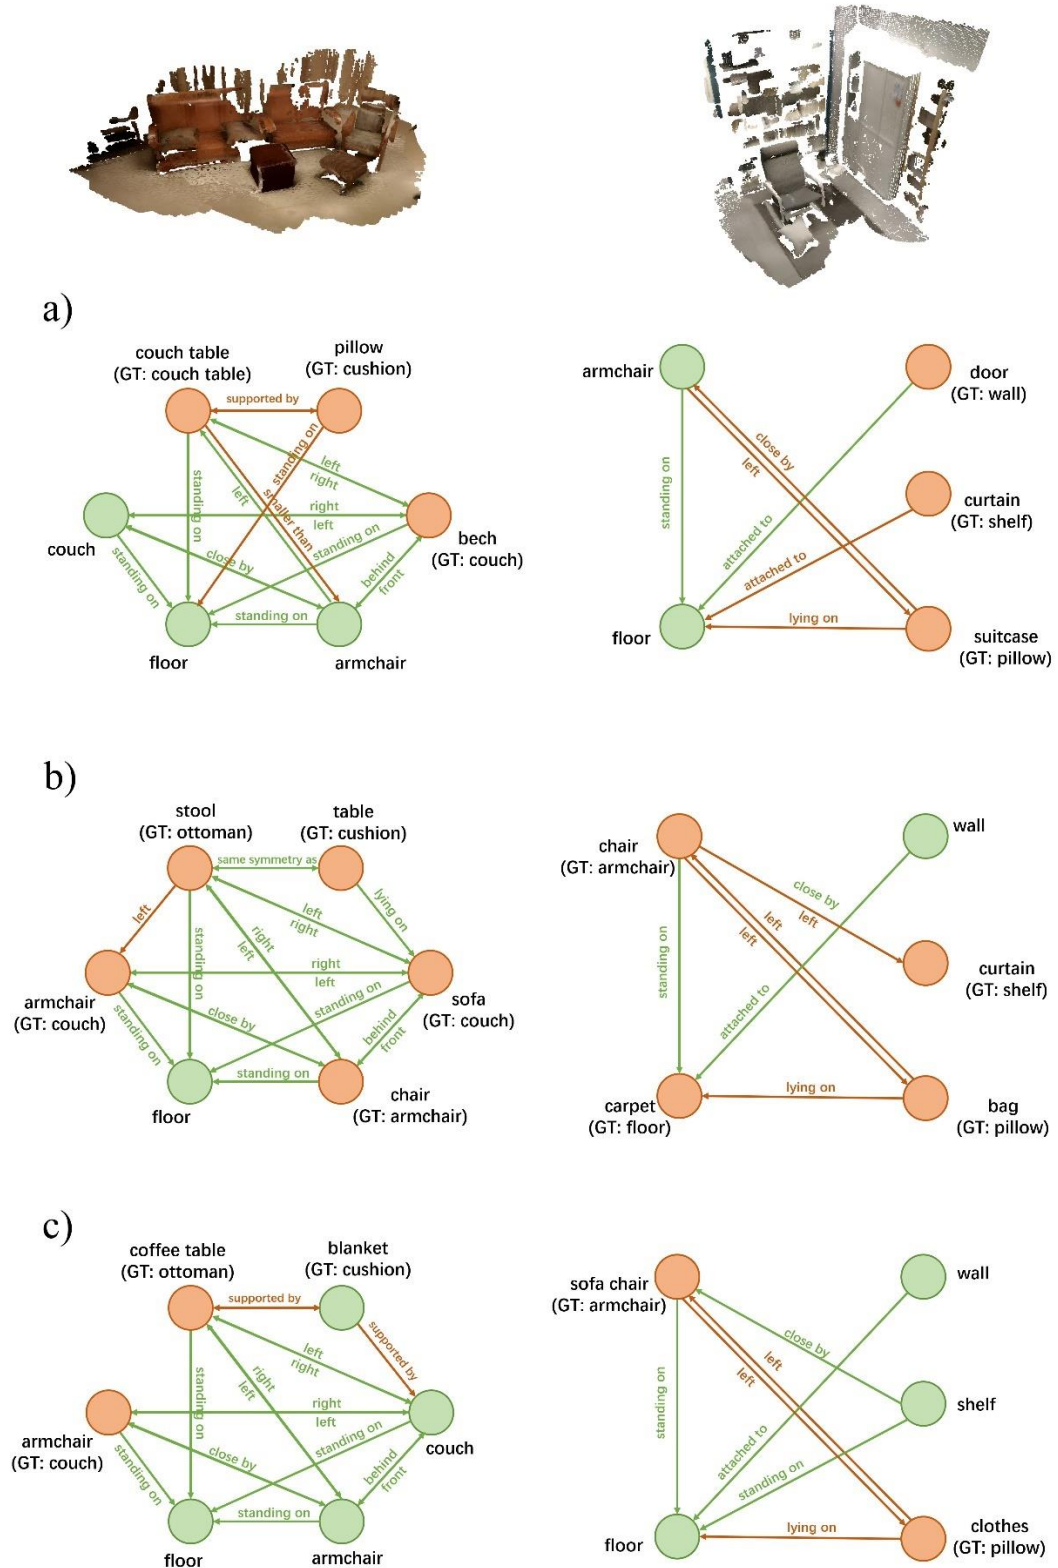 a)
couch table
(GT: couch table)
pillow
(GT: cushion)
supported by
standing on
left
right
standing on
left
smaller than
right
left
couch
bech
(GT: couch)
standing on
close by
standing on
behind
front
standing on
floor
armchair
armchair
door
(GT: wall)
close by
left
standing on
curtain
(GT: shelf)
attached to
attached to
lying on
floor
suitcase
(GT: pillow)
b)
stool
(GT: ottoman)
table
(GT: cushion)
same symmetry as
lying on
left
left
right
standing on
right
left
right
left
armchair
(GT: couch)
sofa
(GT: couch)
standing on
close by
standing on
behind
front
standing on
floor
chair
(GT: armchair)
chair
(GT: armchair)
wall
close by
left
left
left
standing on
curtain
(GT: shelf)
attached to
lying on
carpet
(GT: floor)
bag
(GT: pillow)
c)
coffee table
(GT: ottoman)
blanket
(GT: cushion)
supported by
supported by
left
right
standing on
right
left
right
left
armchair
(GT: couch)
couch
standing on
close by
standing on
behind
front
standing on
floor
armchair
sofa chair
(GT: armchair)
wall
close by
left
left
standing on
shelf
attached to
standing on
lying on
floor
clothes
(GT: pillow)